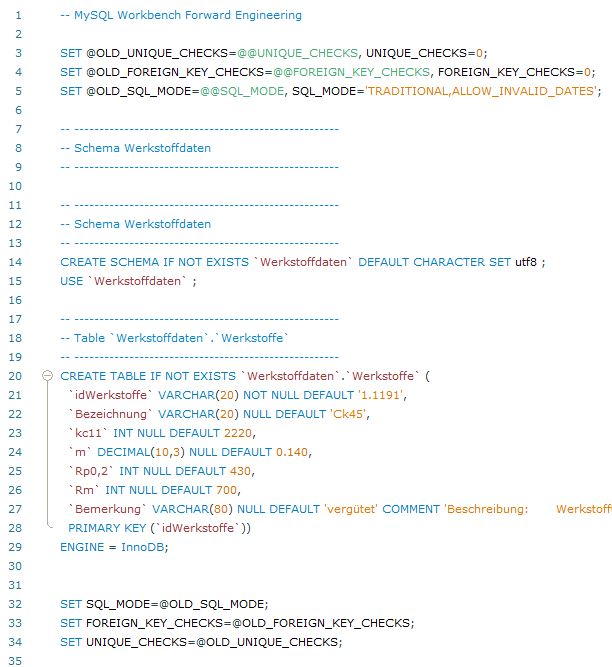 1 -- MySQL Workbench Forward Engineering
2
3 SET @OLD_UNIQUE_CHECKS=@@UNIQUE_CHECKS, UNIQUE_CHECKS=0;
4 SET @OLD_FOREIGN_KEY_CHECKS=@@FOREIGN_KEY_CHECKS, FOREIGN_KEY_CHECKS=0;
5 SET @OLD_SQL_MODE=@@SQL_MODE, SQL_MODE='TRADITIONAL,ALLOW_INVALID_DATES';
6
7 -- -----------------------------------------------------
8 -- Schema Werkstoffdaten
9 -- -----------------------------------------------------
10
11 -- -----------------------------------------------------
12 -- Schema Werkstoffdaten
13 -- -----------------------------------------------------
14 CREATE SCHEMA IF NOT EXISTS `Werkstoffdaten` DEFAULT CHARACTER SET utf8 ;
15 USE `Werkstoffdaten` ;
16
17 -- -----------------------------------------------------
18 -- Table `Werkstoffdaten`.`Werkstoffe`
19 -- -----------------------------------------------------
20 CREATE TABLE IF NOT EXISTS `Werkstoffdaten`.`Werkstoffe` (
21 `idWerkstoffe` VARCHAR(20) NOT NULL DEFAULT '1.1191',
22 `Bezeichnung` VARCHAR(20) NULL DEFAULT 'Ck45',
23 `kc11` INT NULL DEFAULT 2220,
24 `m` DECIMAL(10,3) NULL DEFAULT 0.140,
25 `Rp0,2` INT NULL DEFAULT 430,
26 `Rm` INT NULL DEFAULT 700,
27 `Bemerkung` VARCHAR(80) NULL DEFAULT 'vergütet' COMMENT 'Beschreibung: Werkstoff
28 PRIMARY KEY (`idWerkstoffe`))
29 ENGINE = InnoDB;
30
31
32 SET SQL_MODE=@OLD_SQL_MODE;
33 SET FOREIGN_KEY_CHECKS=@OLD_FOREIGN_KEY_CHECKS;
34 SET UNIQUE_CHECKS=@OLD_UNIQUE_CHECKS;
35